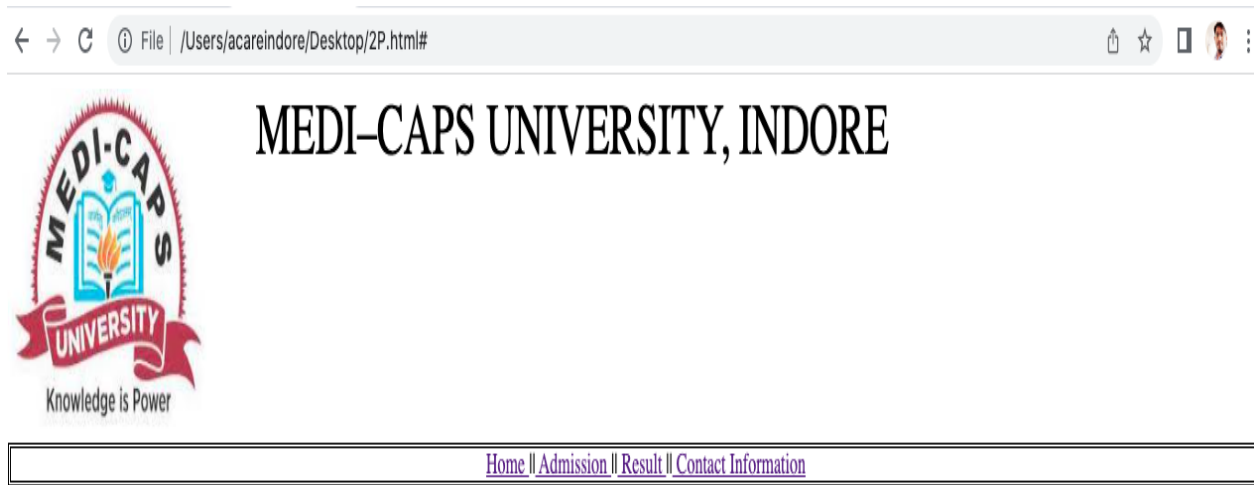 File | /Users/acareindore/Desktop/2P.html#
MEDI–CAPS UNIVERSITY, INDORE
MEDI-CAPS
UNIVERSITY
Knowledge is Power
Home || Admission || Result || Contact Information